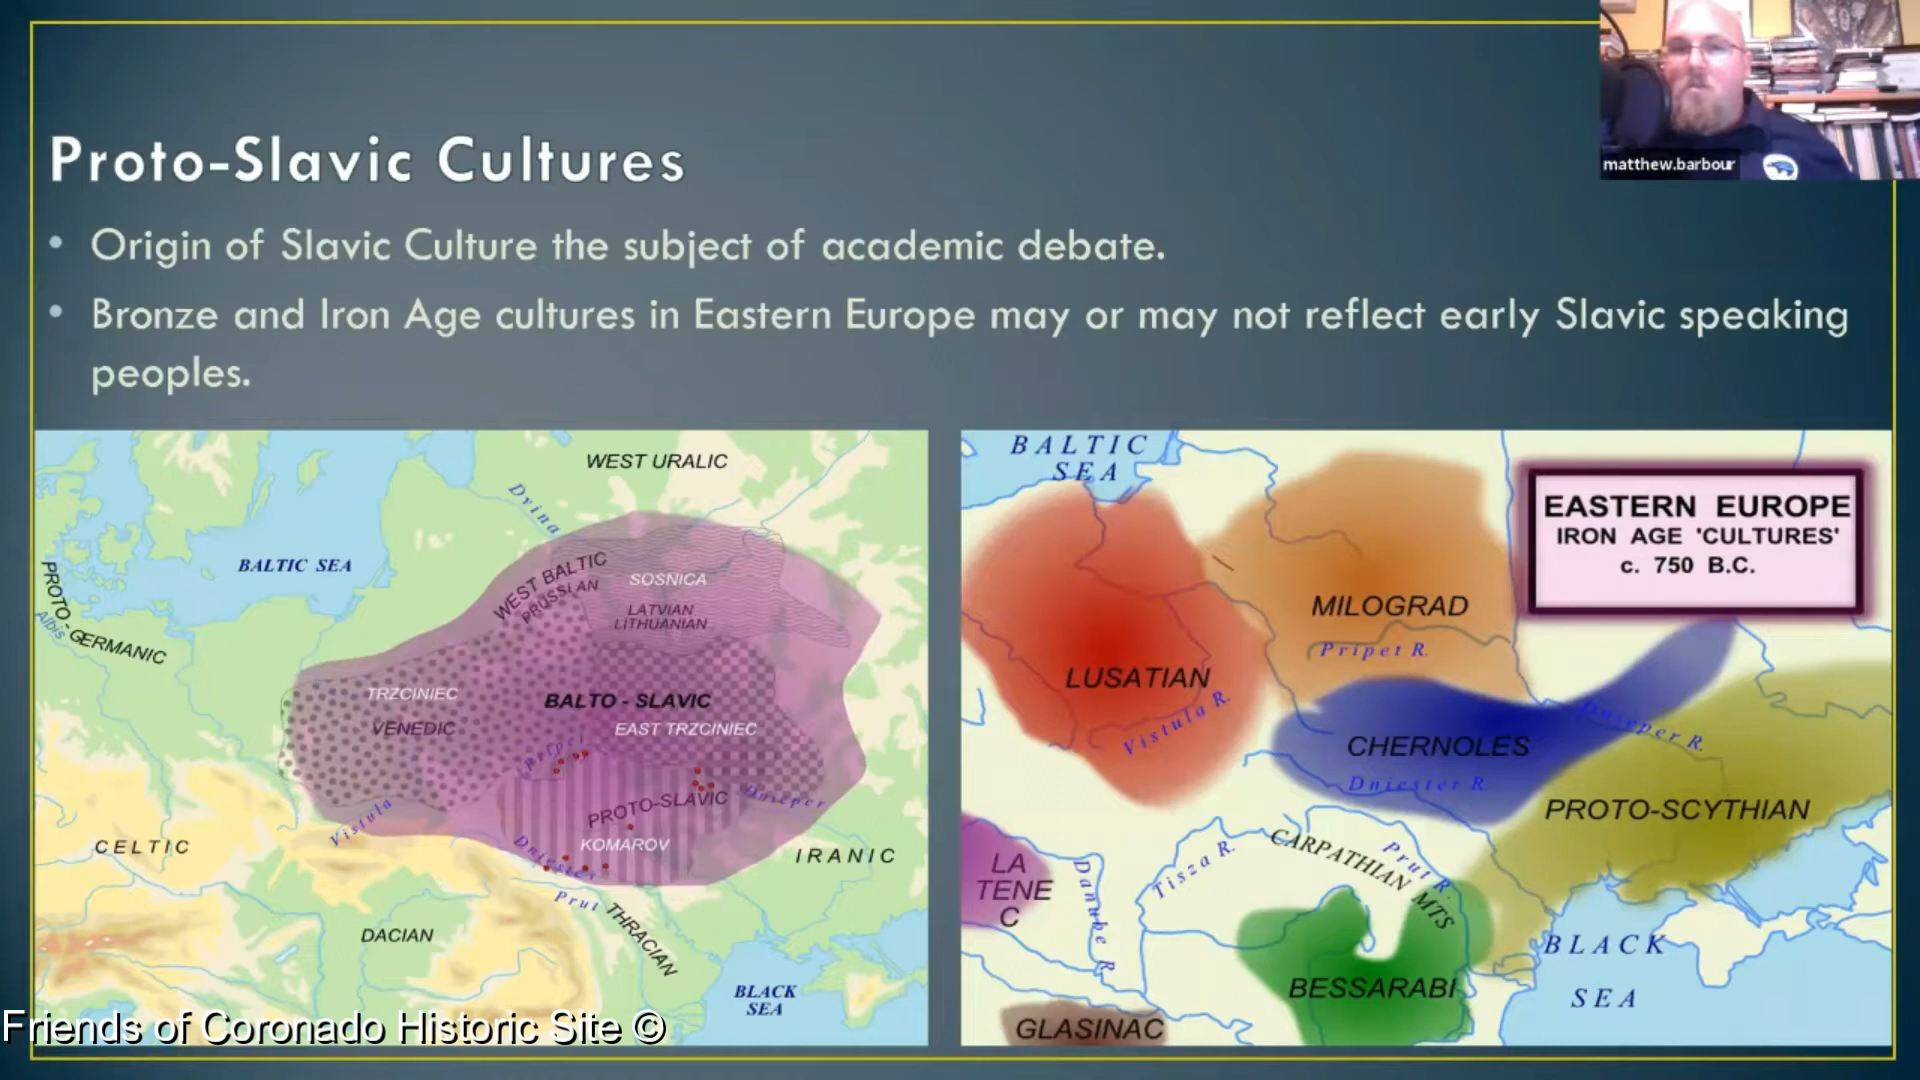 matthew.barbour
Proto-Slavic Cultures
• Origin of Slavic Culture the subject of academic debate.
• Bronze and Iron Age cultures in Eastern Europe may or may not reflect early Slavic speaking
peoples.
WEST URALIC
Dvina
BALTIC SEA
PROTO-GERMANIC
Albis
WEST BALTIC
PRUSSIAN
SOSNICA
LATVIAN
LITHUANIAN
TRZCINIEC
VENEDIC
BALTO - SLAVIC
EAST TRZCINIEC
Pripet
PROTO-SLAVIC
Dnieper
KOMAROV
Vistula
Dniester
Prut
CELTIC
IRANIC
THRACIAN
DACIAN
BLACK
SEA
BALTIC
SEA
EASTERN EUROPE
IRON AGE 'CULTURES'
c. 750 B.C.
MILOGRAD
Pripet R.
LUSATIAN
Vistula R.
CHERNOLES
Dnieper R.
Dniester R.
PROTO-SCYTHIAN
LA
TENE
C
Danube R
Tisza R.
CARPATHIAN MTS
Prut R.
BESSARABI
BLACK
SEA
GLASINAC
Friends of Coronado Historic Site ©